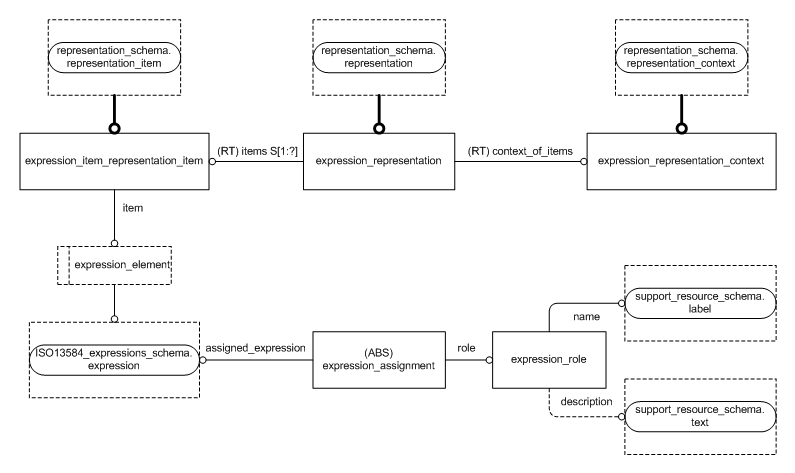 representation_schema.
representation_item
representation_schema.
representation
representation_schema.
representation_context
expression_item_representation_item
(RT) items S[1:?]
expression_representation
(RT) context_of_items
expression_representation_context
item
expression_element
ISO13584_expressions_schema.
expression
assigned_expression
(ABS)
expression_assignment
role
expression_role
name
support_resource_schema.
label
description
support_resource_schema.
text